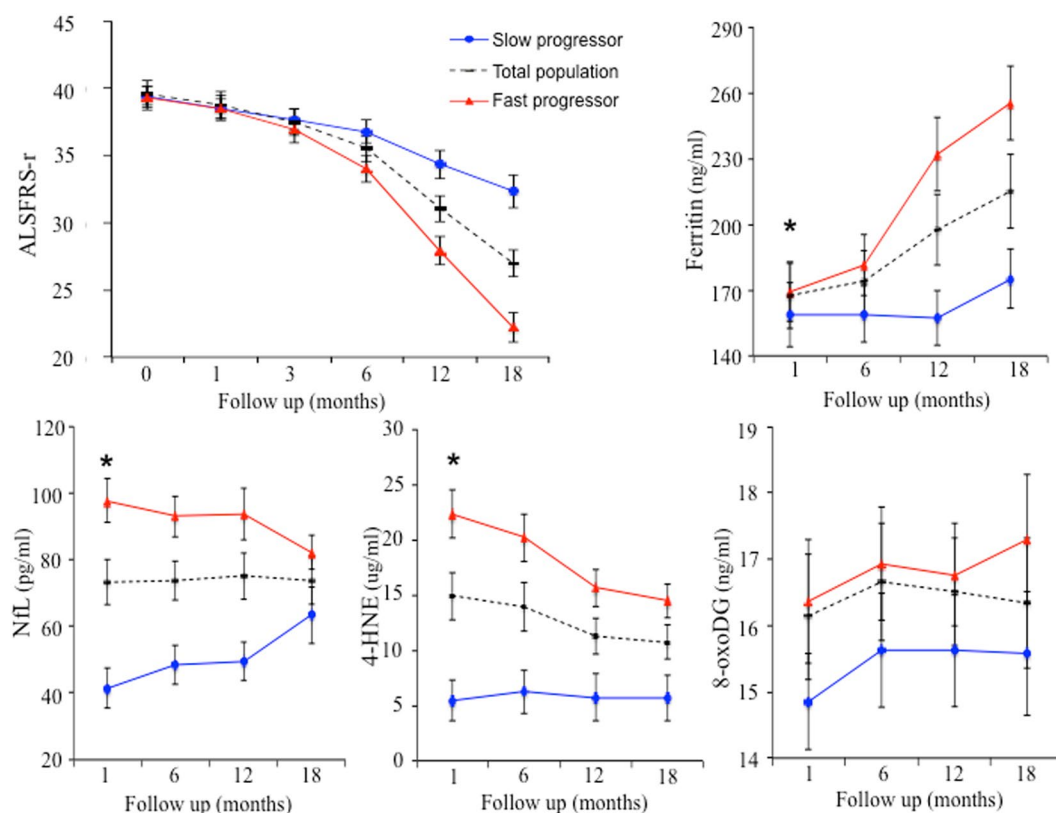 45
40
35
30
25
20
ALSFRS-r
0 1 3 6 12 18
Follow up (months)
Slow progressor
Total population
Fast progressor
290
260
230
200
170
140
Ferritin (ng/ml)
*
1 6 12 18
Follow up (months)
120
100
80
60
40
20
NfL (pg/ml)
*
1 6 12 18
Follow up (months)
30
25
20
15
10
5
0
4-HNE (ug/ml)
*
1 6 12 18
Follow up (months)
19
18
17
16
15
14
8-oxoDG (ng/ml)
1 6 12 18
Follow up (months)